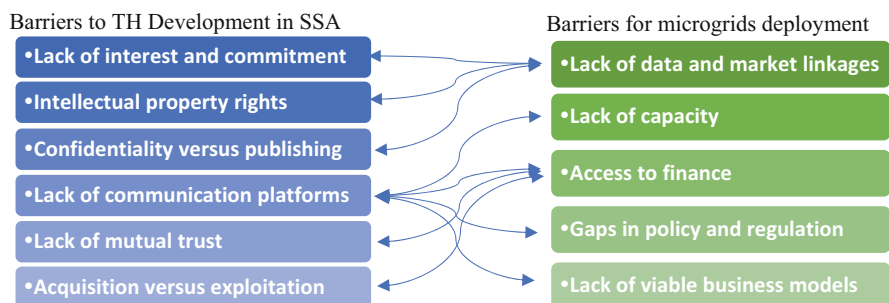 Barriers to TH Development in SSA
•Lack of interest and commitment
•Intellectual property rights
•Confidentiality versus publishing
•Lack of communication platforms
•Lack of mutual trust
•Acquisition versus exploitation
Barriers for microgrids deployment
•Lack of data and market linkages
•Lack of capacity
•Access to finance
•Gaps in policy and regulation
•Lack of viable business models